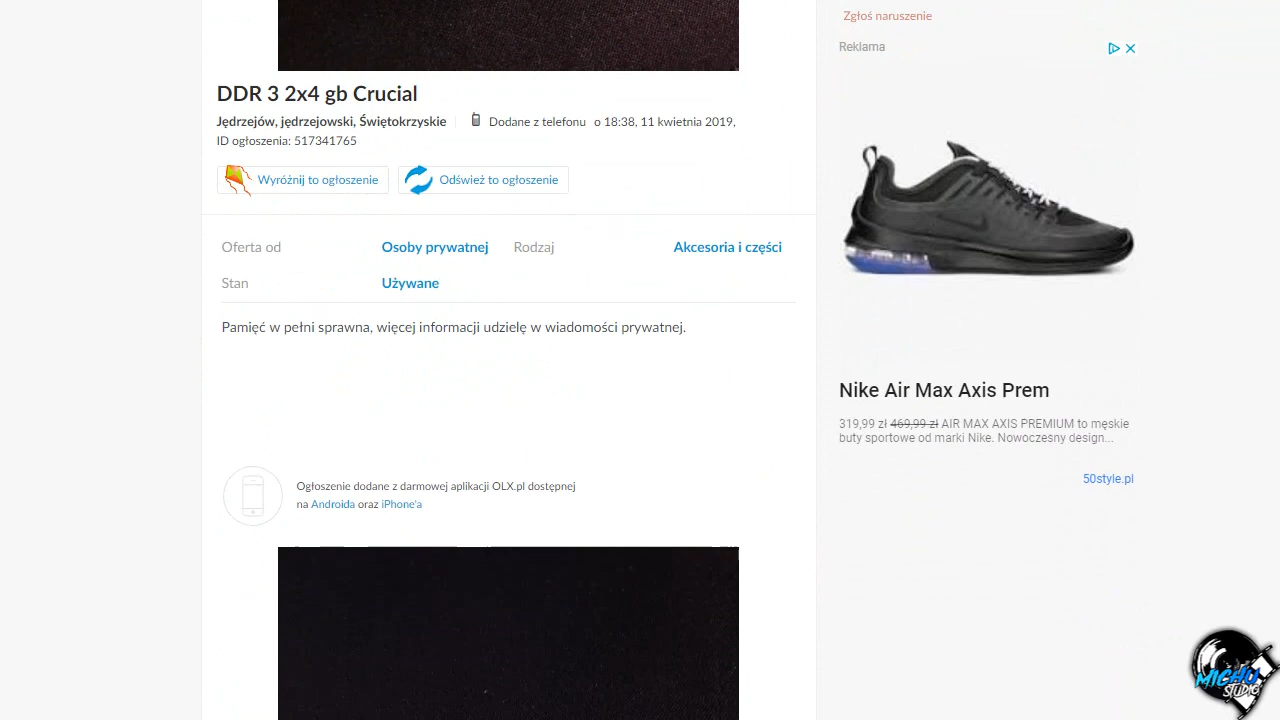 Zgłoś naruszenie
Reklama
DDR 3 2x4 gb Crucial
Jędrzejów, jędrzejowski, Świętokrzyskie Dodane z telefonu o 18:38, 11 kwietnia 2019,
ID ogłoszenia: 517341765
Wyróżnij to ogłoszenie Odśwież to ogłoszenie
Oferta od Osoby prywatnej Rodzaj Akcesoria i części
Stan Używane
Pamięć w pełni sprawna, więcej informacji udzielę w wiadomości prywatnej.
Nike Air Max Axis Prem
319,99 zł 469,99 zł AIR MAX AXIS PREMIUM to męskie
buty sportowe od marki Nike. Nowoczesny design...
50style.pl
Ogłoszenie dodane z darmowej aplikacji OLX.pl dostępnej
na Androida oraz iPhone'a
MICHU
STUDIO